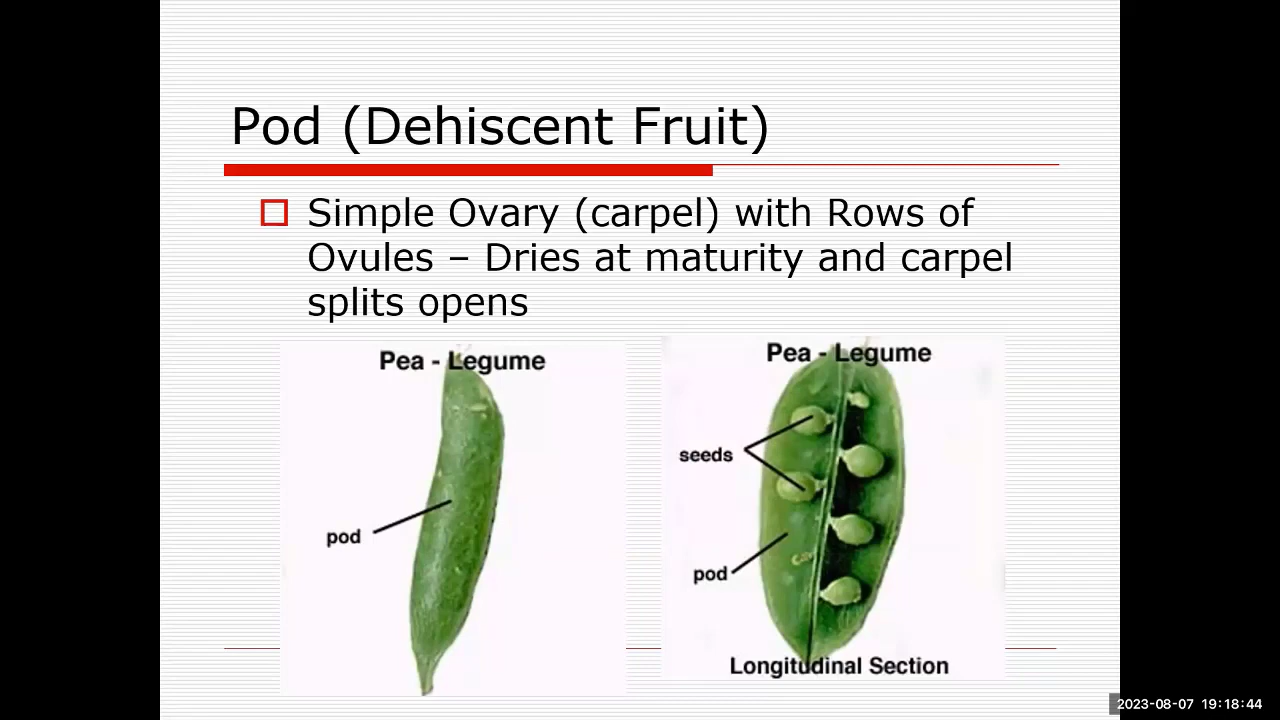 Pod (Dehiscent Fruit)
Simple Ovary (carpel) with Rows of
Ovules – Dries at maturity and carpel
splits opens
Pea - Legume
pod
Pea - Legume
seeds
pod
Longitudinal Section
2023-08-07 19:18:44